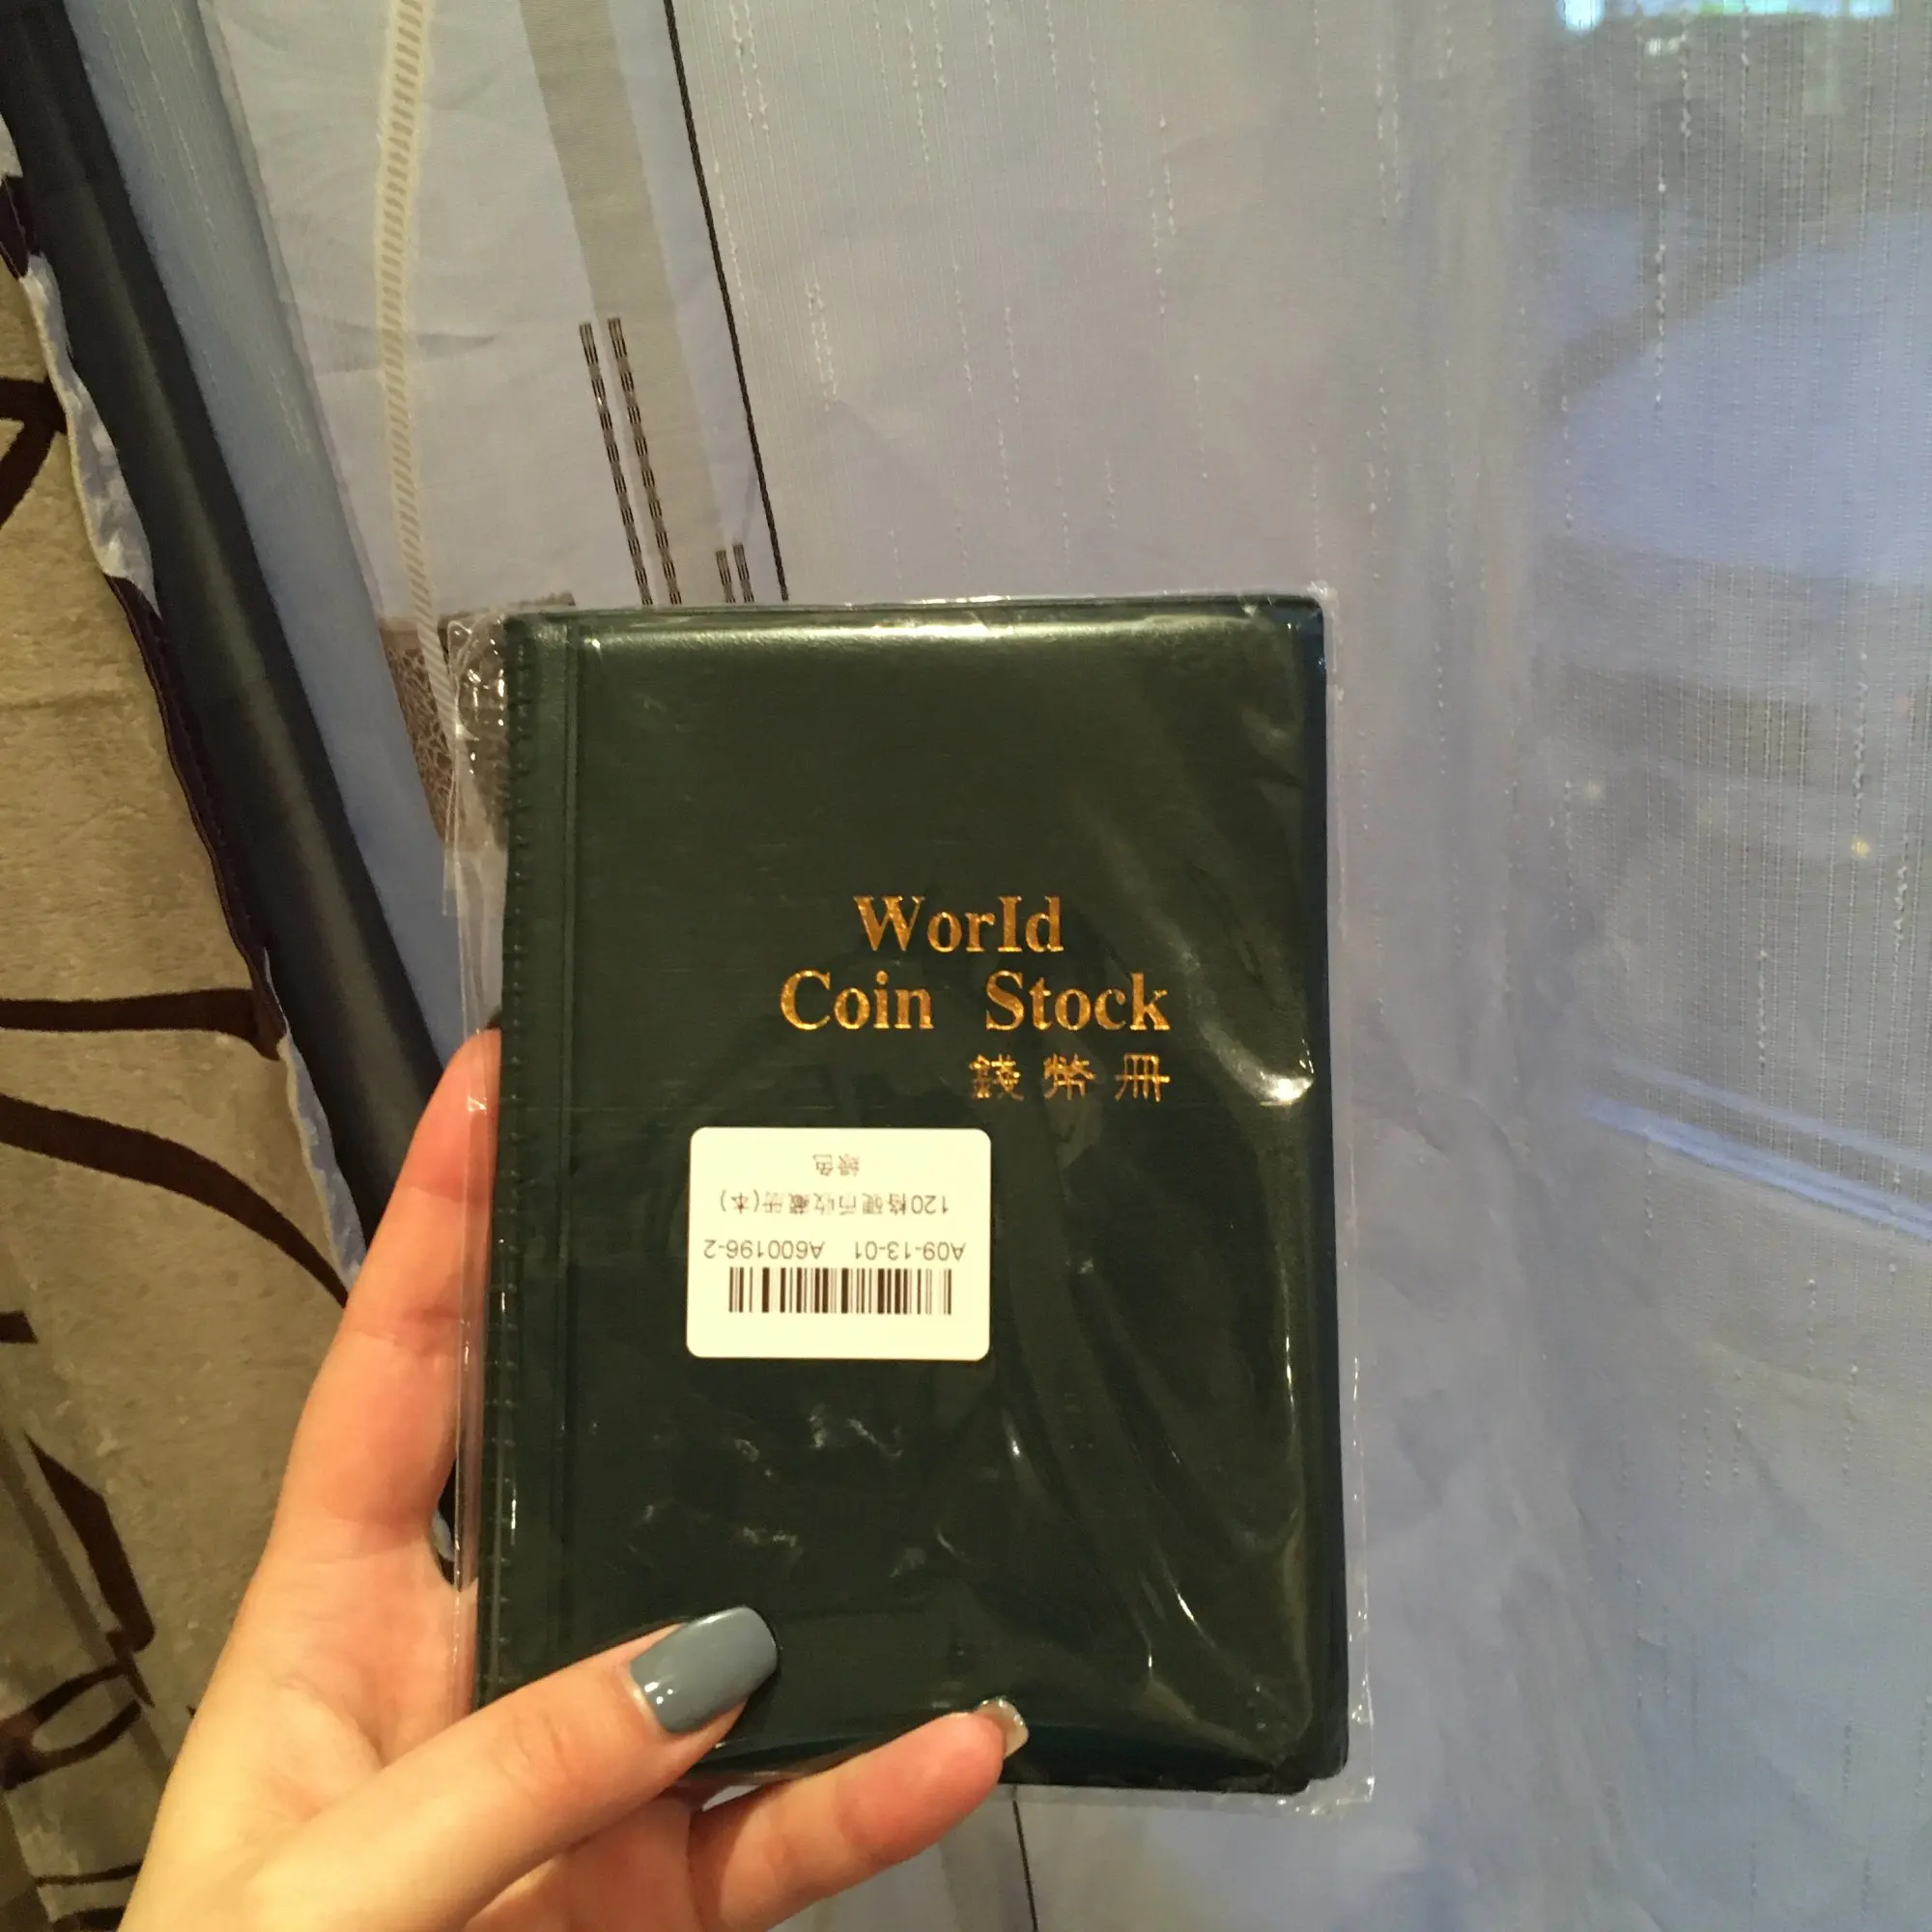 World
Coin Stock
錢幣冊
A09-13-01 A600196-2
120格硬币收藏册(本)
绿色